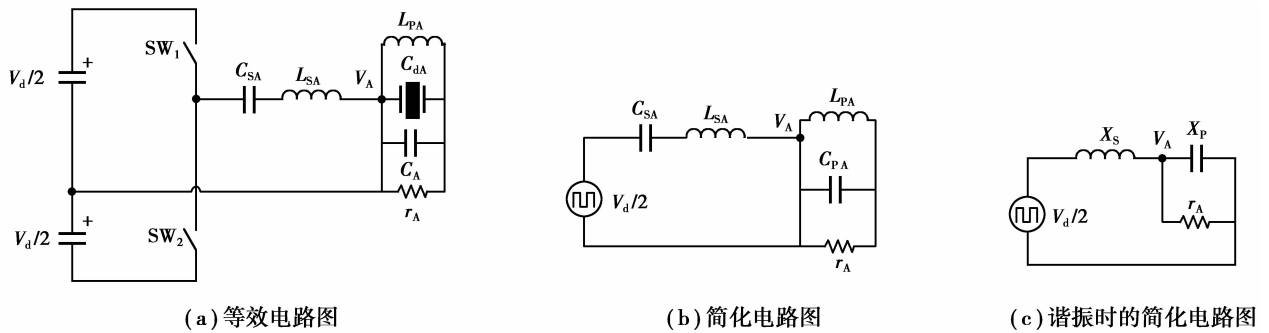 SW₁
V_d/2
+
C_SA
L_SA
V_A
L_PA
C_dA
C_A
r_A
V_d/2
+
SW₂
(a)等效电路图
C_SA
L_SA
V_A
L_PA
C_PA
V_d/2
r_A
(b)简化电路图
X_S
V_A
X_P
r_A
V_d/2
(c)谐振时的简化电路图